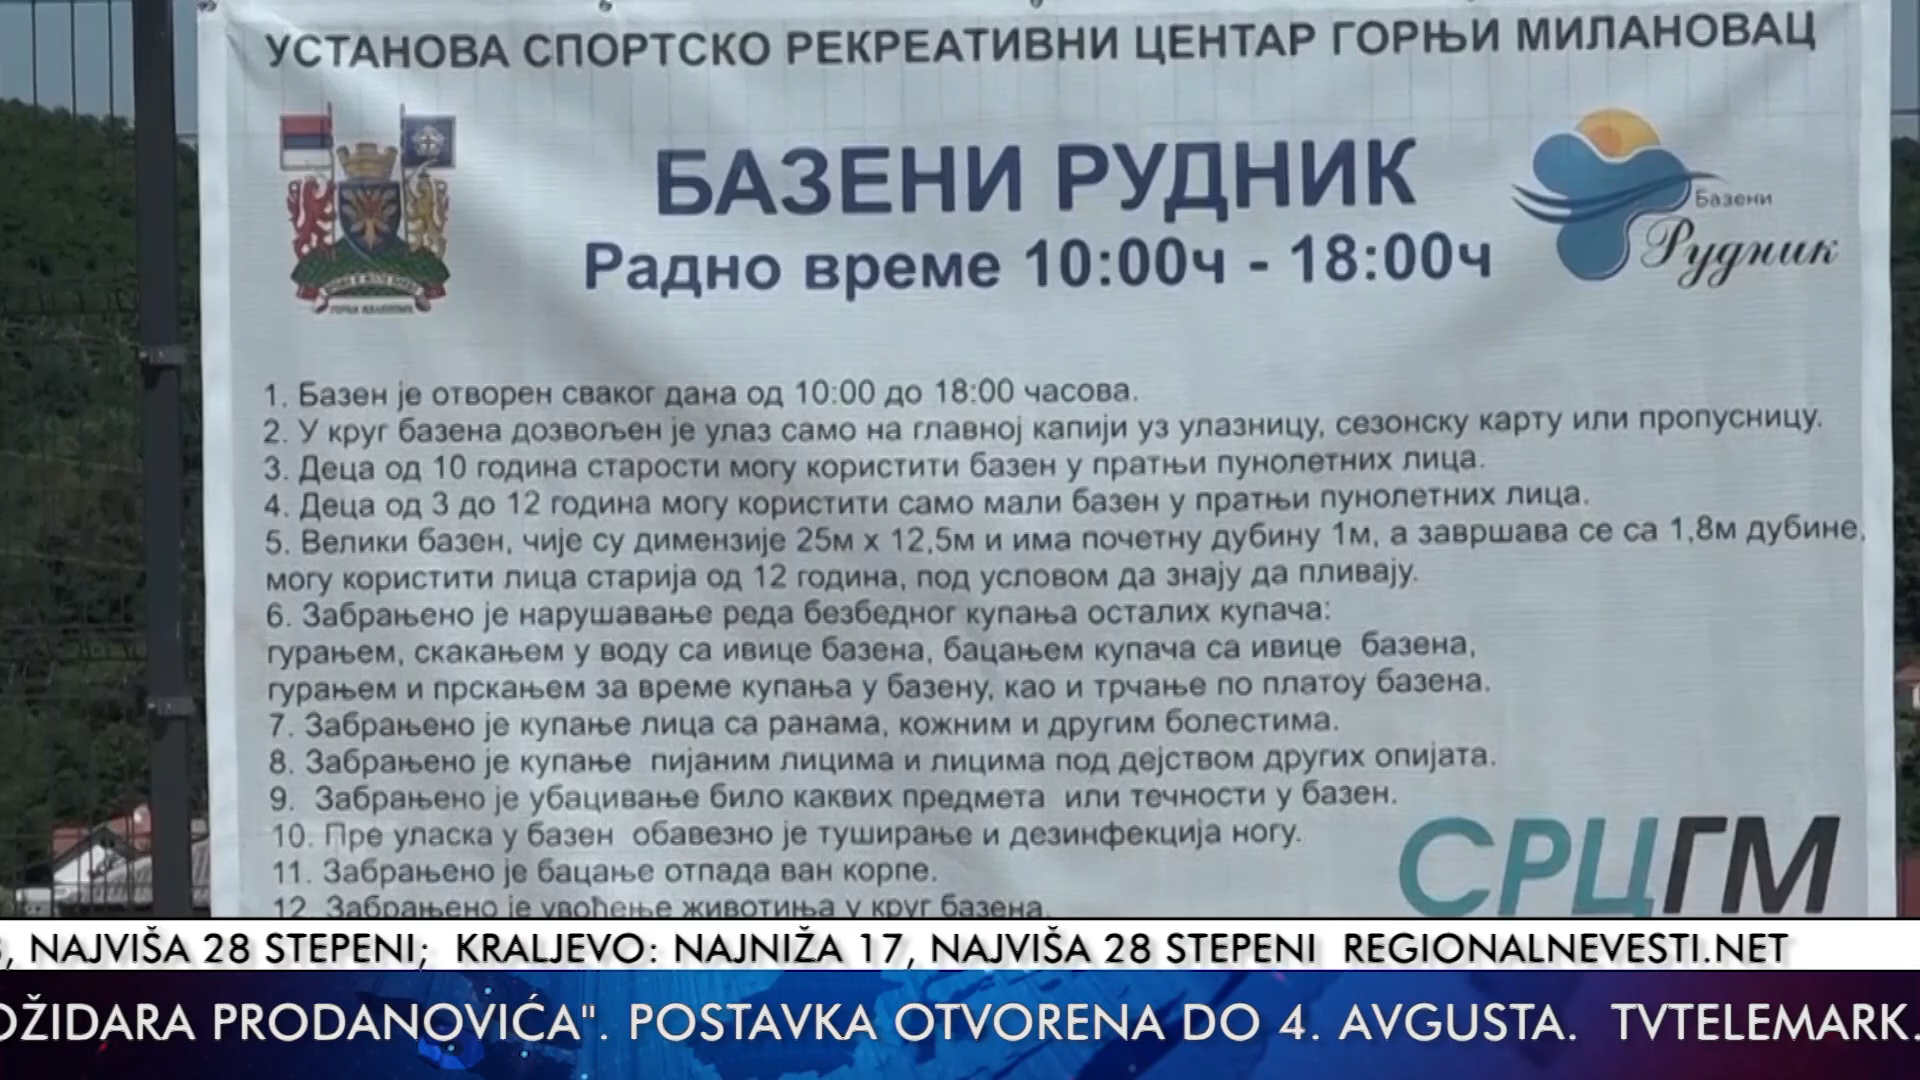 УСТАНОВА СПОРТСКО РЕКРЕАТИВНИ ЦЕНТАР ГОРЊИ МИЛАНОВАЦ
БАЗЕНИ РУДНИК
Радно време 10:00ч - 18:00ч
Базени
Рудник
1. Базен је отворен сваког дана од 10:00 до 18:00 часова.
2. У круг базена дозвољен је улаз само на главној капији уз улазницу, сезонску карту или пропусницу.
3. Деца од 10 година старости могу користити базен у пратњи пунолетних лица.
4. Деца од 3 до 12 година могу користити само мали базен у пратњи пунолетних лица.
5. Велики базен, чије су димензије 25м х 12,5м и има почетну дубину 1м, а завршава се са 1,8м дубине,
могу користити лица старија од 12 година, под условом да знају да пливају.
6. Забрањено је нарушавање реда безбедног купања осталих купача:
гурањем, скакањем у воду са ивице базена, бацањем купача са ивице базена,
гурањем и прскањем за време купања у базену, као и трчање по платоу базена.
7. Забрањено је купање лица са ранама, кожним и другим болестима.
8. Забрањено је купање пијаним лицима и лицима под дејством других опијата.
9. Забрањено је убацивање било каквих предмета или течности у базен.
10. Пре уласка у базен обавезно је туширање и дезинфекција ногу.
11. Забрањено је бацање отпада ван корпе.
12. Забрањено је увођење животиња у круг базена.
СРЦГМ
, NAJVIŠA 28 STEPENI; KRALJEVO: NAJNIŽA 17, NAJVIŠA 28 STEPENI REGIONALNEVESTI.NET
OŽIDARA PRODANOVIĆA". POSTAVKA OTVORENA DO 4. AVGUSTA. TVTELEMARK.